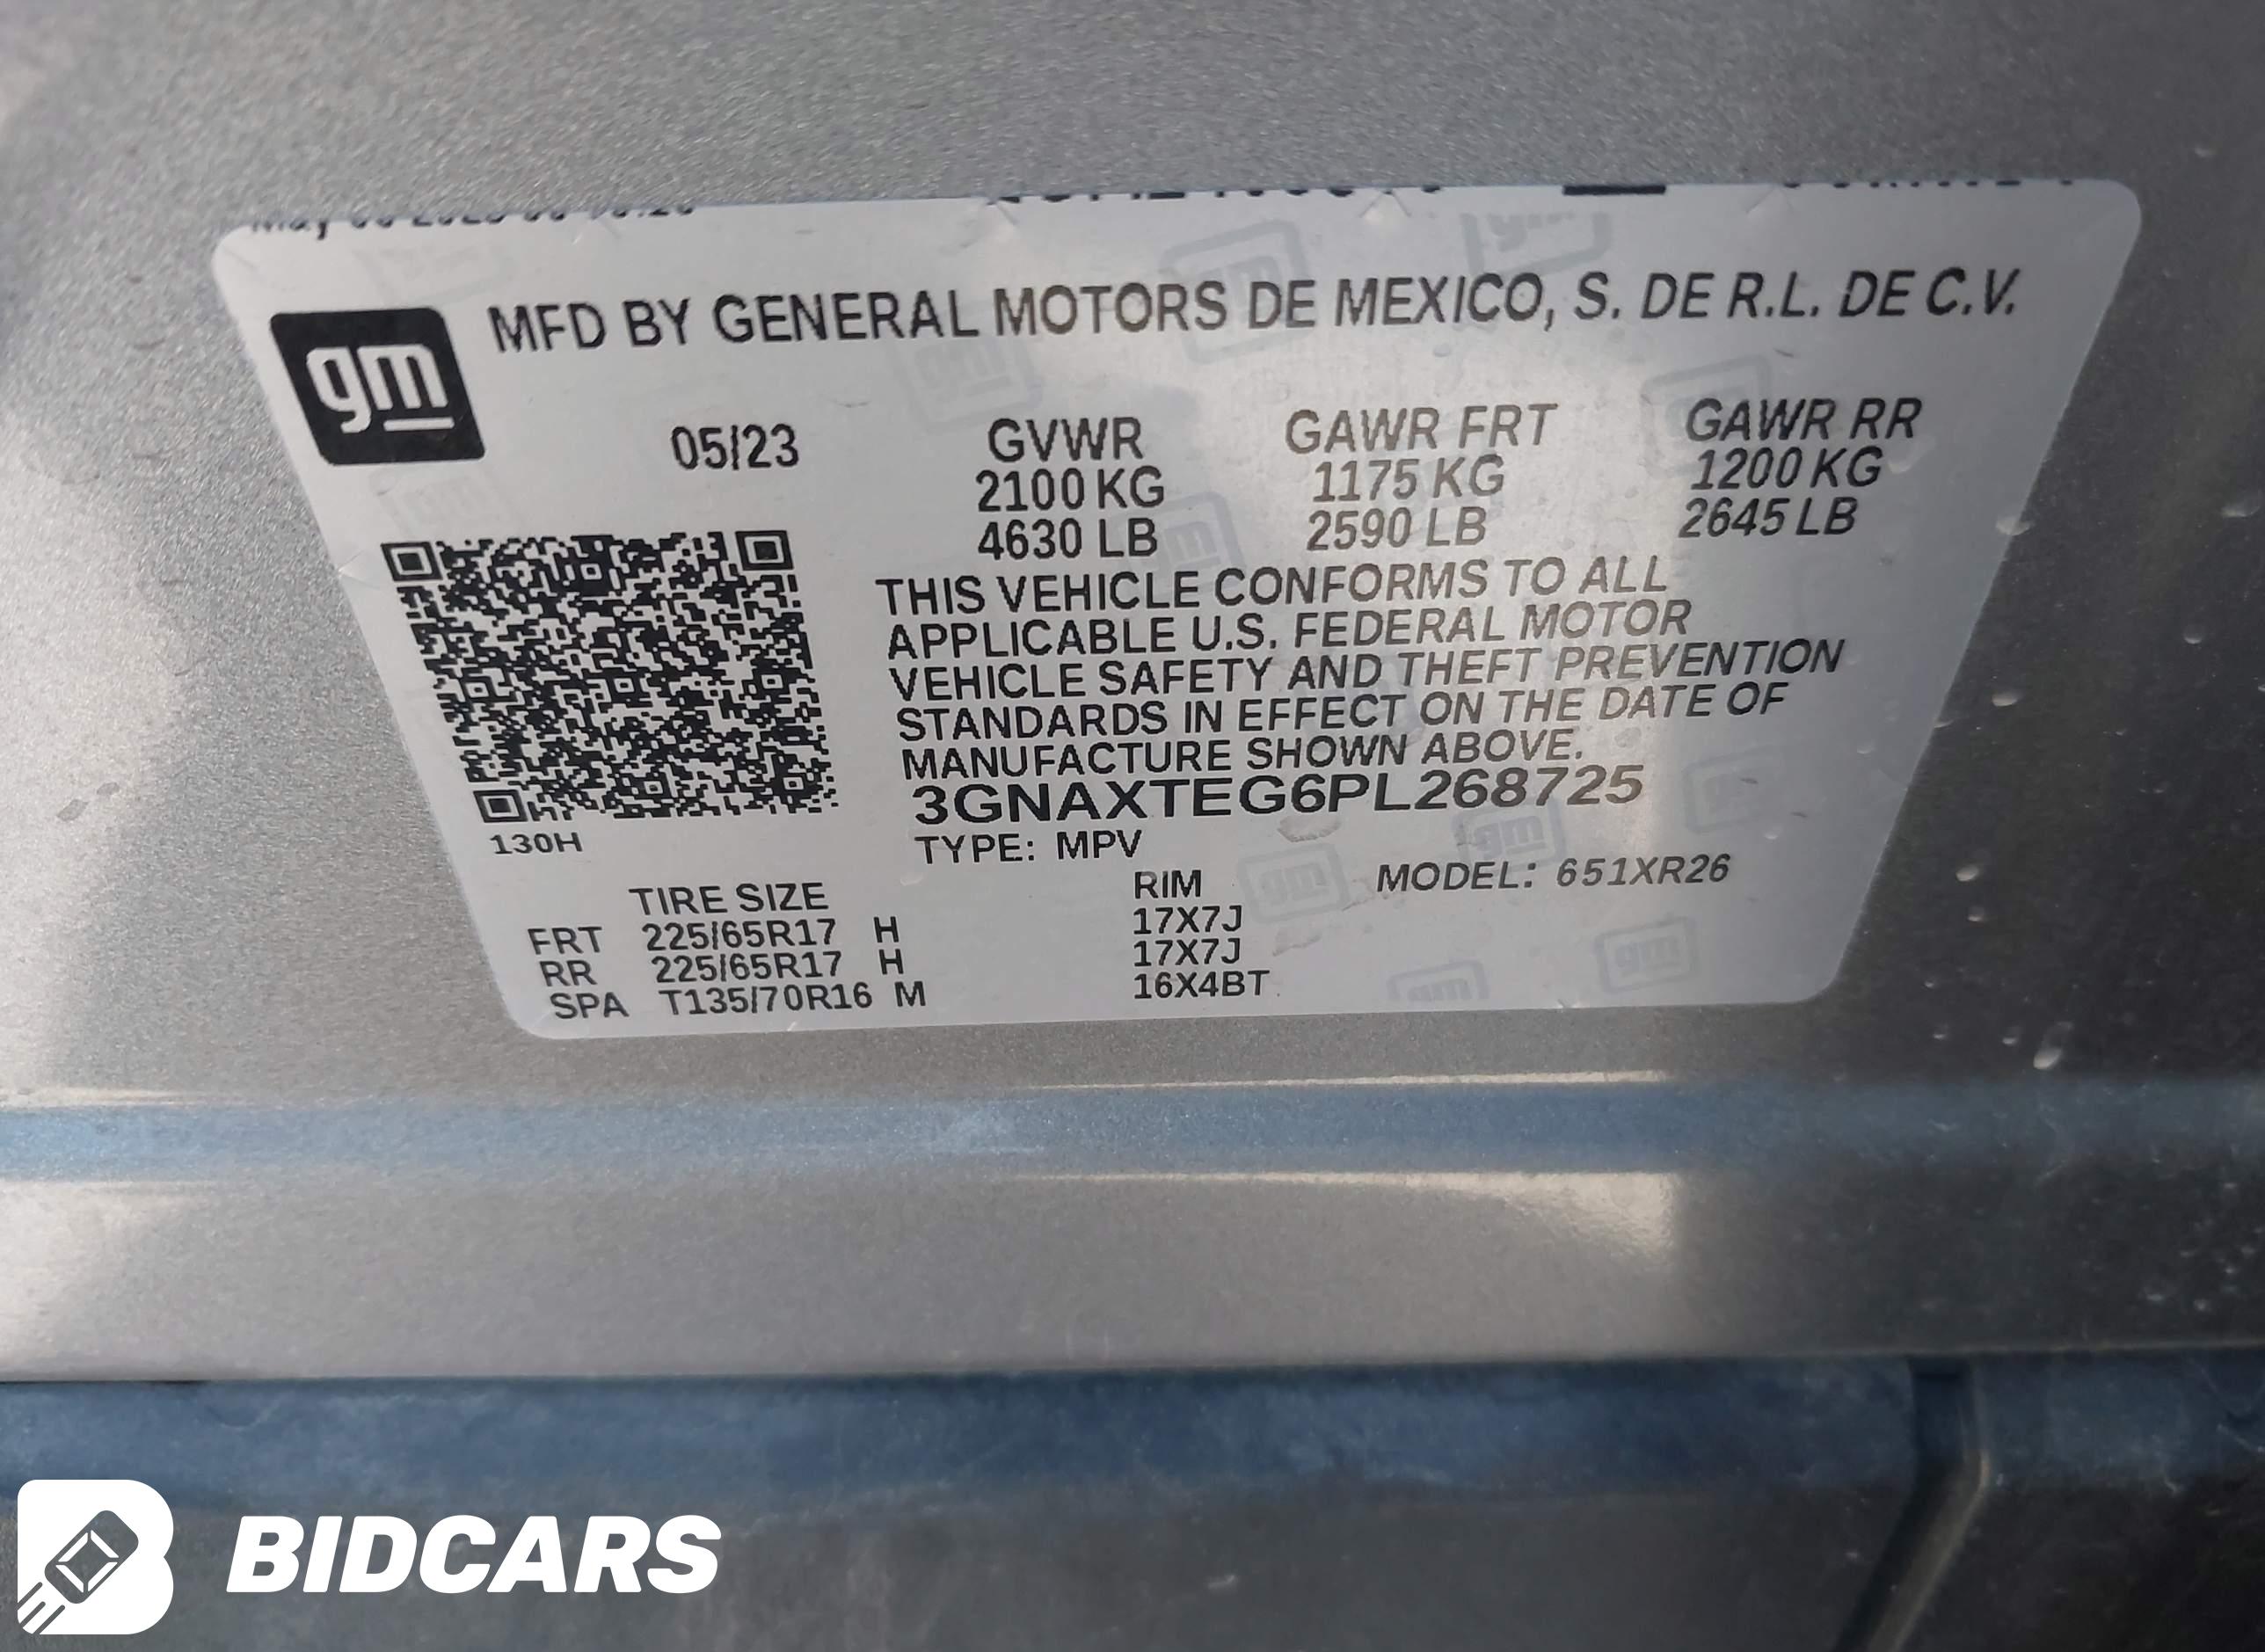 gm
MFD BY GENERAL MOTORS DE MEXICO, S. DE R.L. DE C.V.
05/23 GVWR GAWR FRT GAWR RR
2100 KG 1175 KG 1200 KG
4630 LB 2590 LB 2645 LB
THIS VEHICLE CONFORMS TO ALL
APPLICABLE U.S. FEDERAL MOTOR
VEHICLE SAFETY AND THEFT PREVENTION
STANDARDS IN EFFECT ON THE DATE OF
MANUFACTURE SHOWN ABOVE.
3GNAXTEG6PL268725
130H
TYPE: MPV
MODEL: 651XR26
TIRE SIZE RIM
FRT 225/65R17 H 17X7J
RR 225/65R17 H 17X7J
SPA T135/70R16 M 16X4BT
BIDCARS